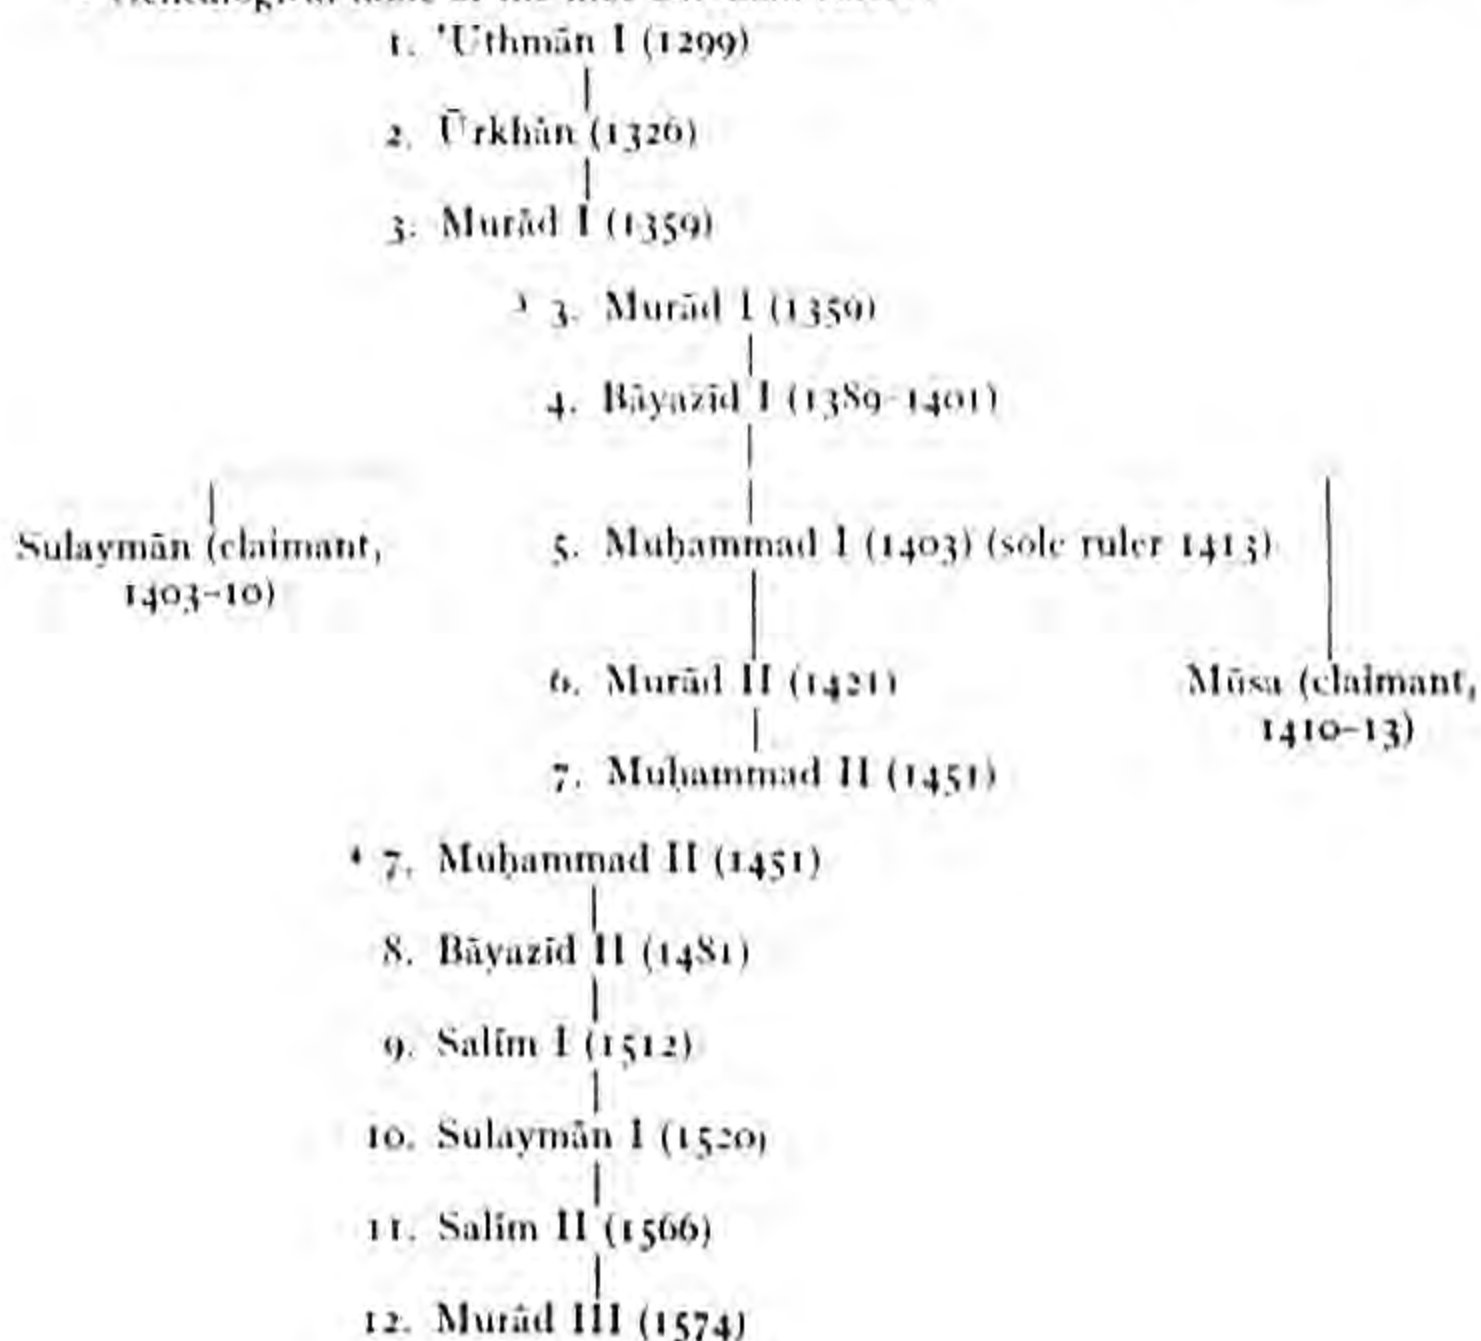 1. ‘Uthmān I (1299)
2. Ūrkhān (1326)
3. Murād I (1359)
³ 3. Murād I (1359)
4. Bāyazīd I (1389-1401)
Sulaymān (claimant,
1403-10)
5. Muḥammad I (1403) (sole ruler 1413)
6. Murād II (1421)
Mūsa (claimant,
1410-13)
7. Muḥammad II (1451)
⁴ 7. Muḥammad II (1451)
8. Bāyazīd II (1481)
9. Salīm I (1512)
10. Sulaymān I (1520)
11. Salīm II (1566)
12. Murād III (1574)